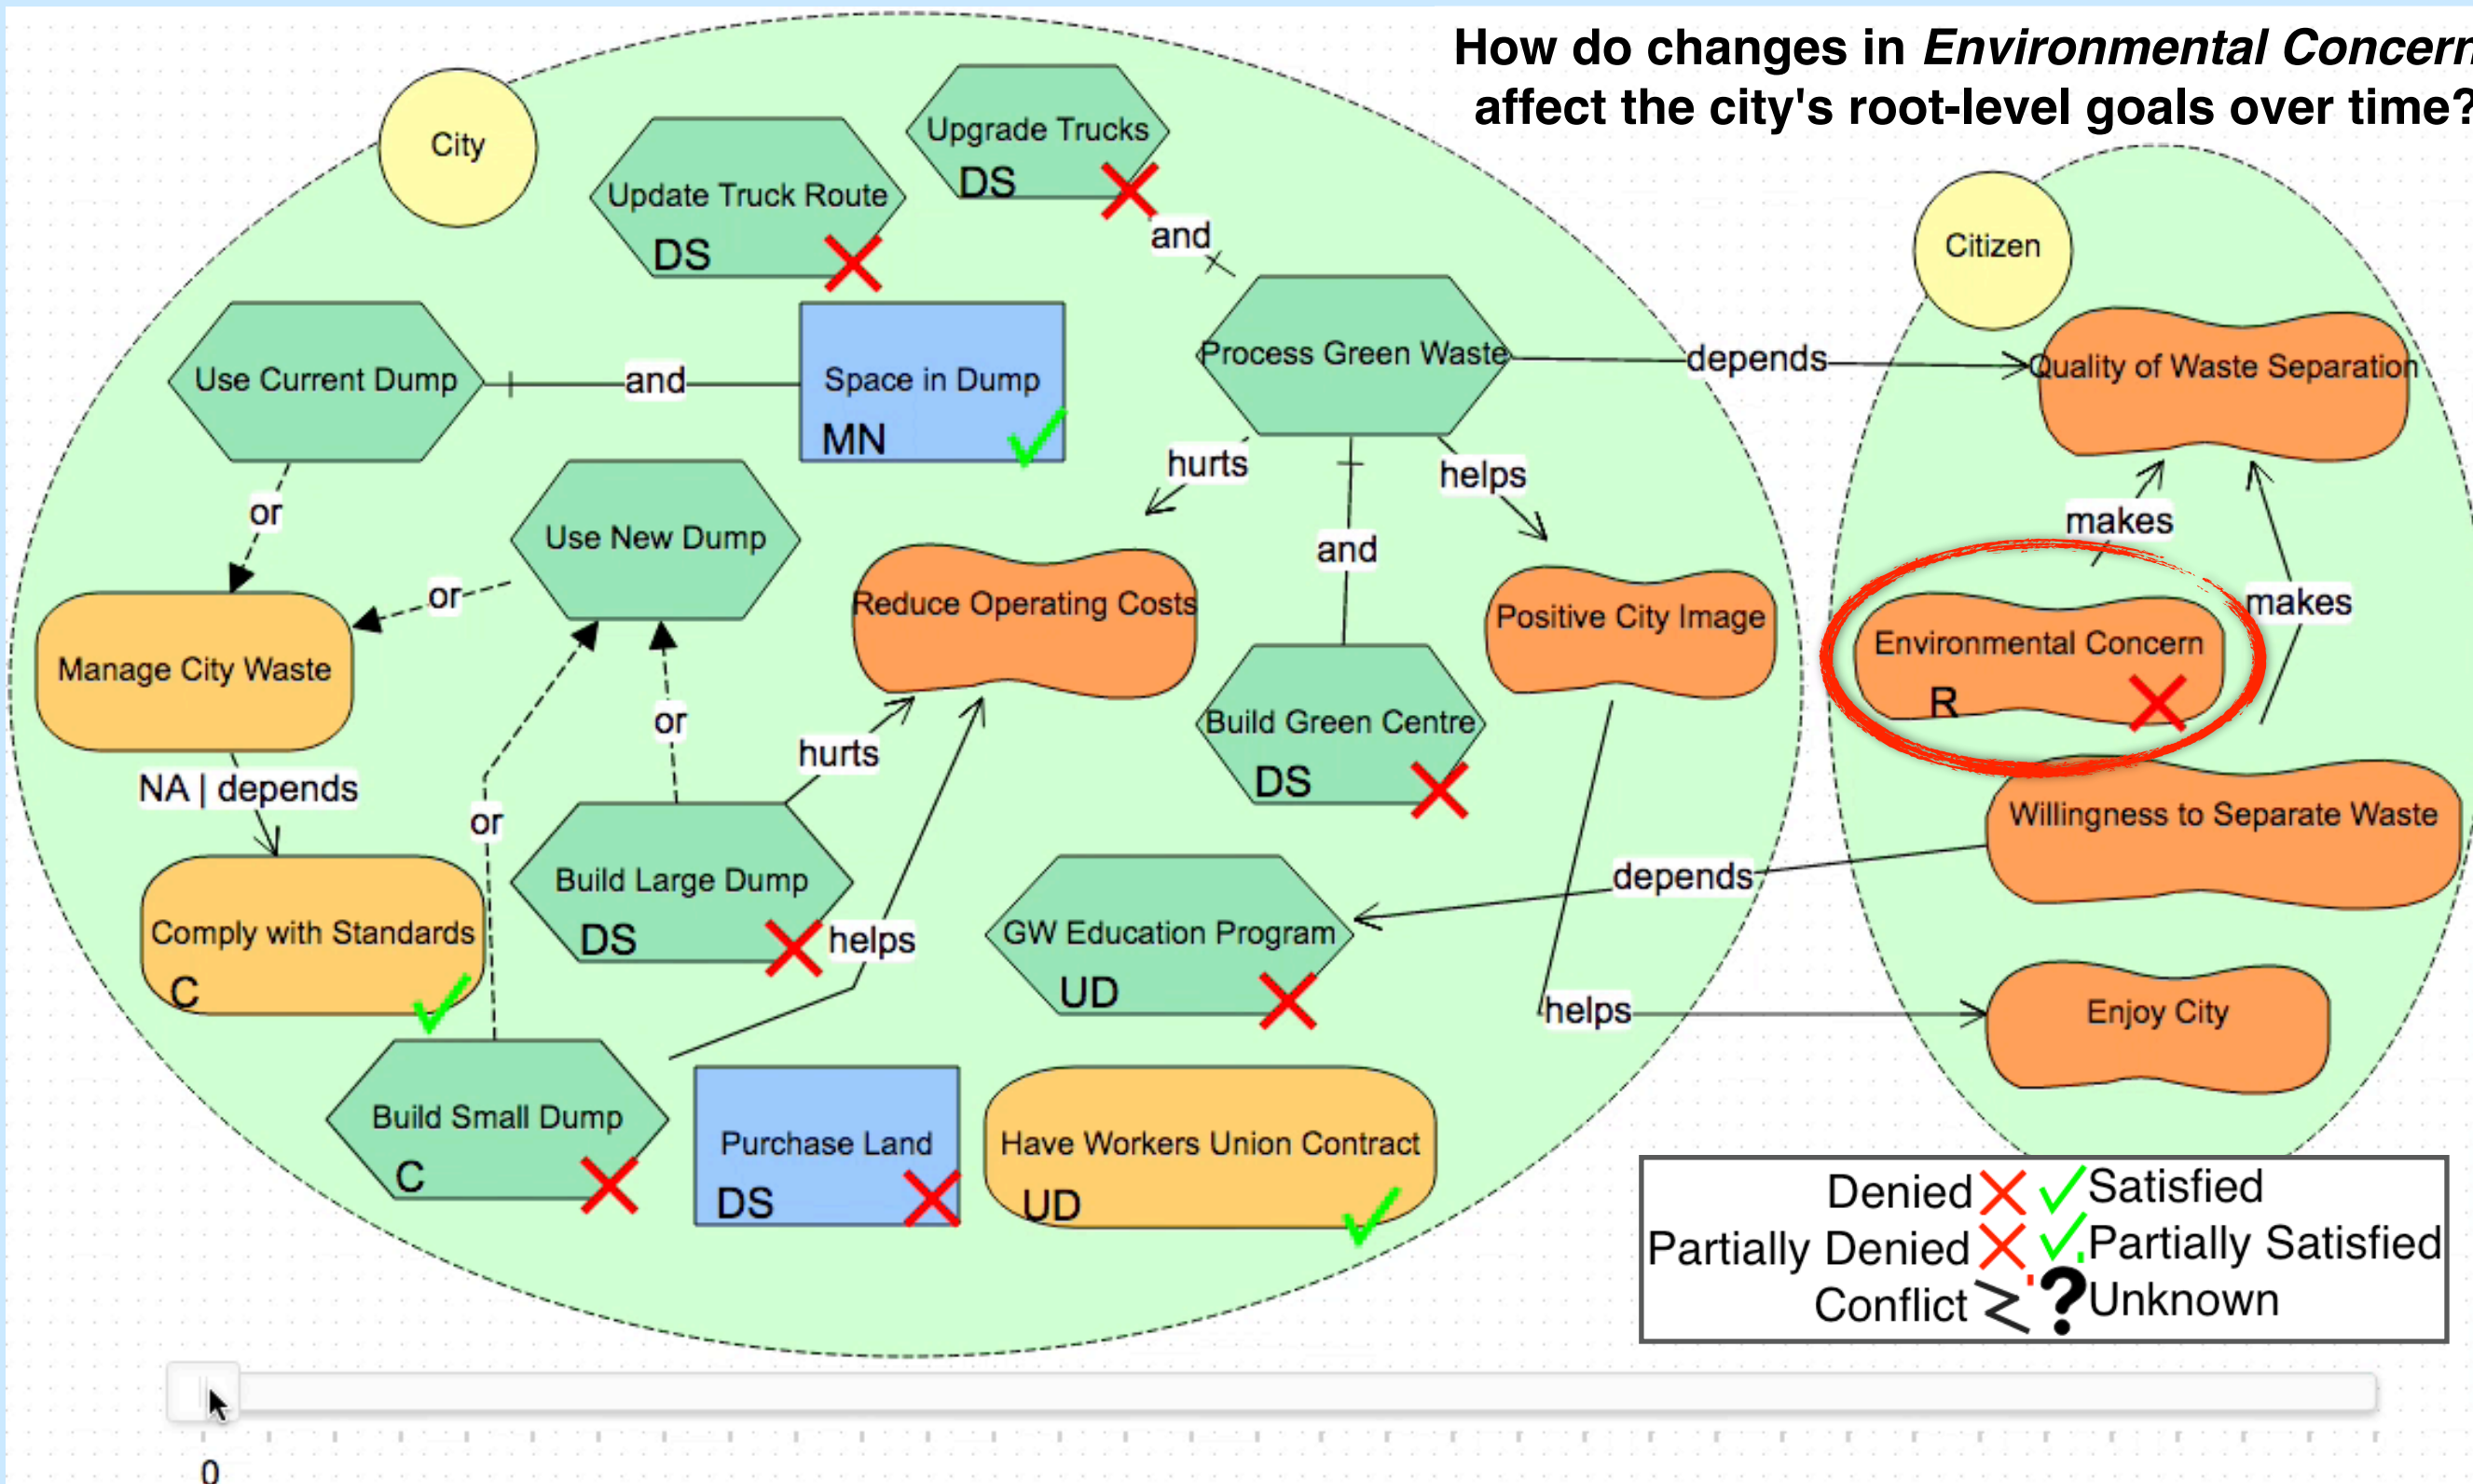 How do changes in Environmental Concern
affect the city's root-level goals over time?
City
Upgrade Trucks
DS
Update Truck Route
DS
and
Citizen
Use Current Dump
and
Space in Dump
MN
Process Green Waste
depends
Quality of Waste Separation
or
hurts
helps
makes
Use New Dump
and
or
Reduce Operating Costs
Positive City Image
Environmental Concern
R
makes
Manage City Waste
or
hurts
Build Green Centre
DS
NA | depends
or
Willingness to Separate Waste
Build Large Dump
DS
helps
depends
Comply with Standards
C
GW Education Program
UD
helps
Enjoy City
Build Small Dump
C
Purchase Land
DS
Have Workers Union Contract
UD
Denied Satisfied
Partially Denied Partially Satisfied
Conflict ? Unknown
0